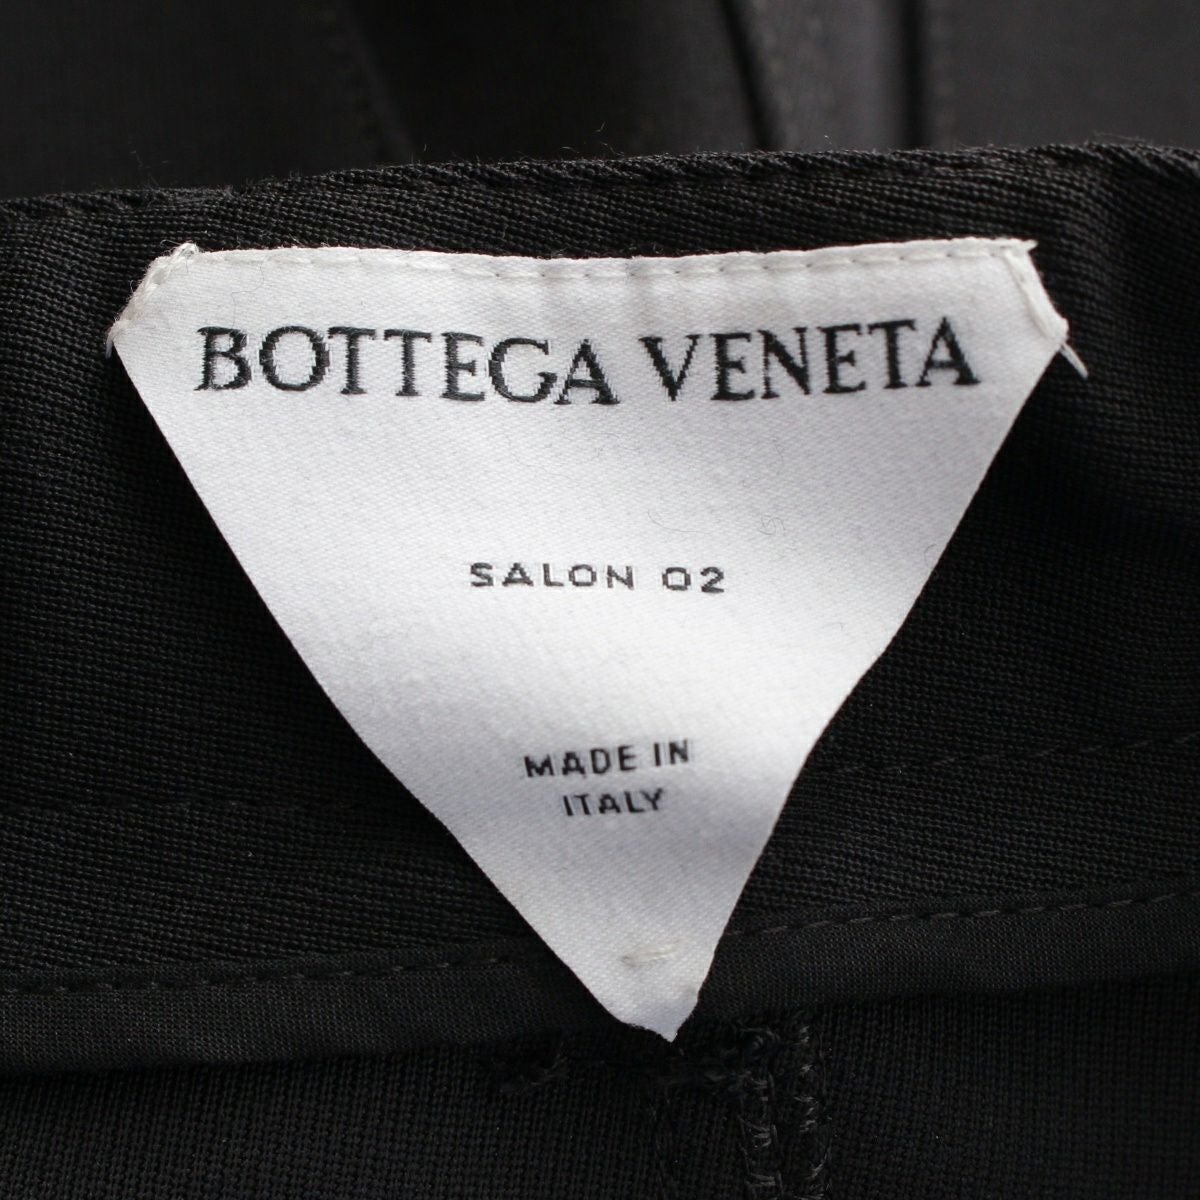 BOTTEGA VENETA
SALON 02
MADE IN
ITALY